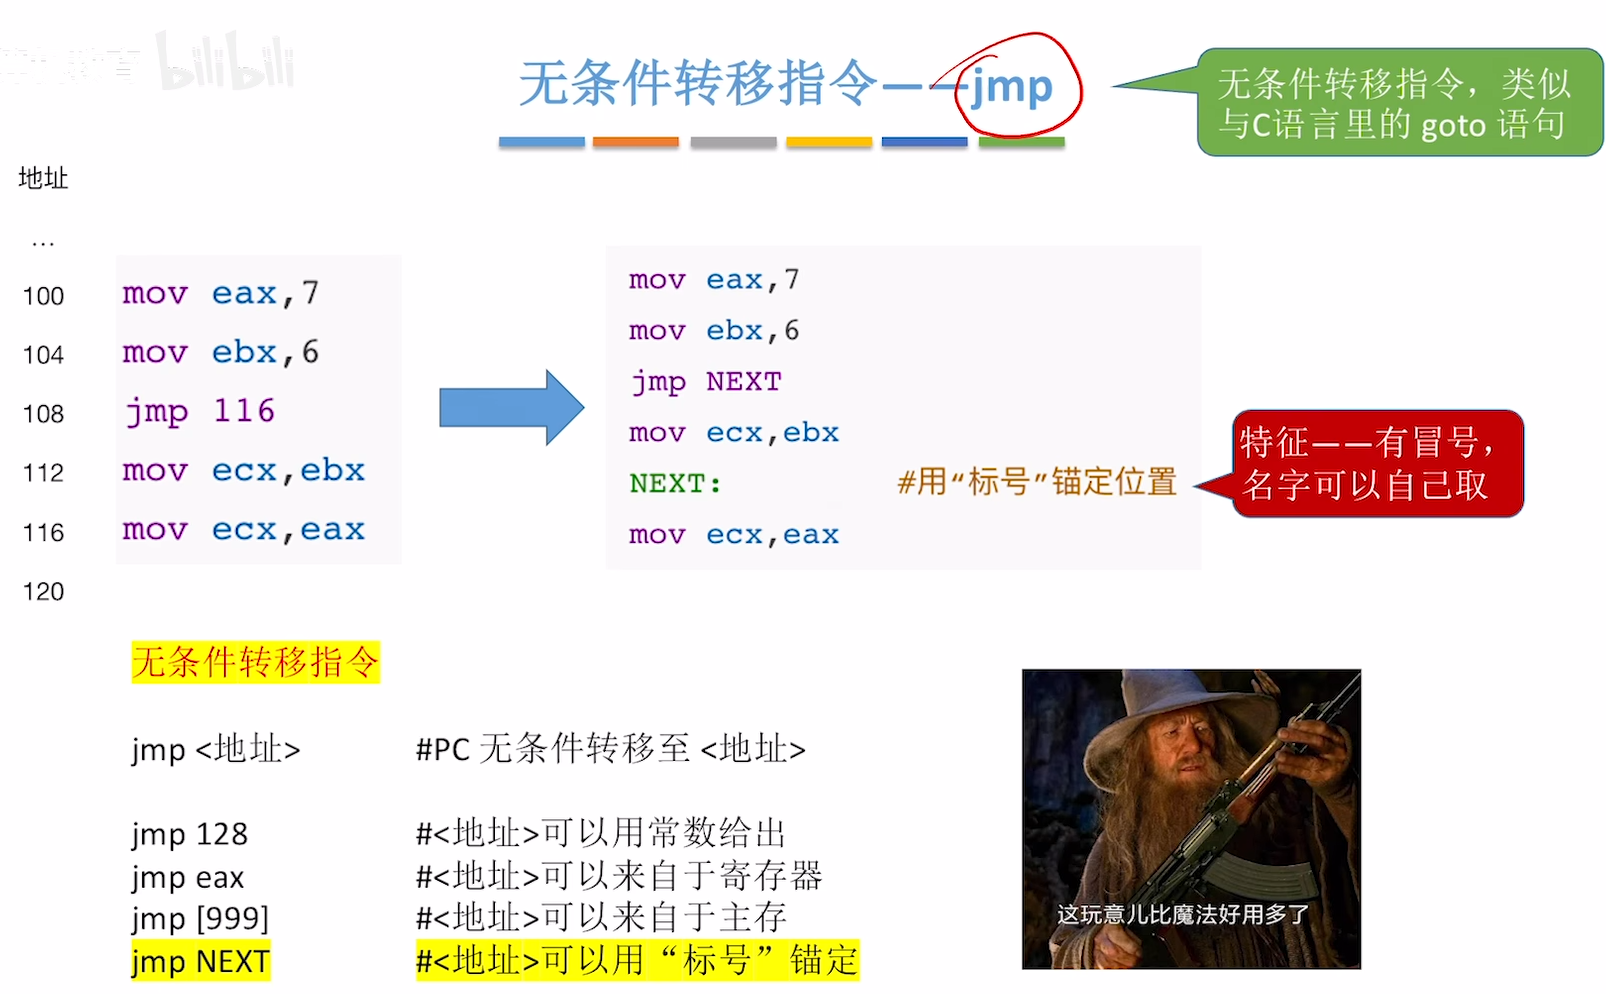 bilibili
无条件转移指令——jmp
无条件转移指令，类似
与C语言里的 goto 语句
地址
...
100
mov eax,7
104
mov ebx,6
108
jmp 116
112
mov ecx,ebx
116
mov ecx,eax
120
mov eax,7
mov ebx,6
jmp NEXT
mov ecx,ebx
NEXT: #用“标号”锚定位置
mov ecx,eax
特征——有冒号，
名字可以自己取
无条件转移指令
jmp <地址> #PC 无条件转移至 <地址>
jmp 128 #<地址>可以用常数给出
jmp eax #<地址>可以来自于寄存器
jmp [999] #<地址>可以来自于主存
jmp NEXT #<地址>可以用“标号”锚定
这玩意儿比魔法好用多了